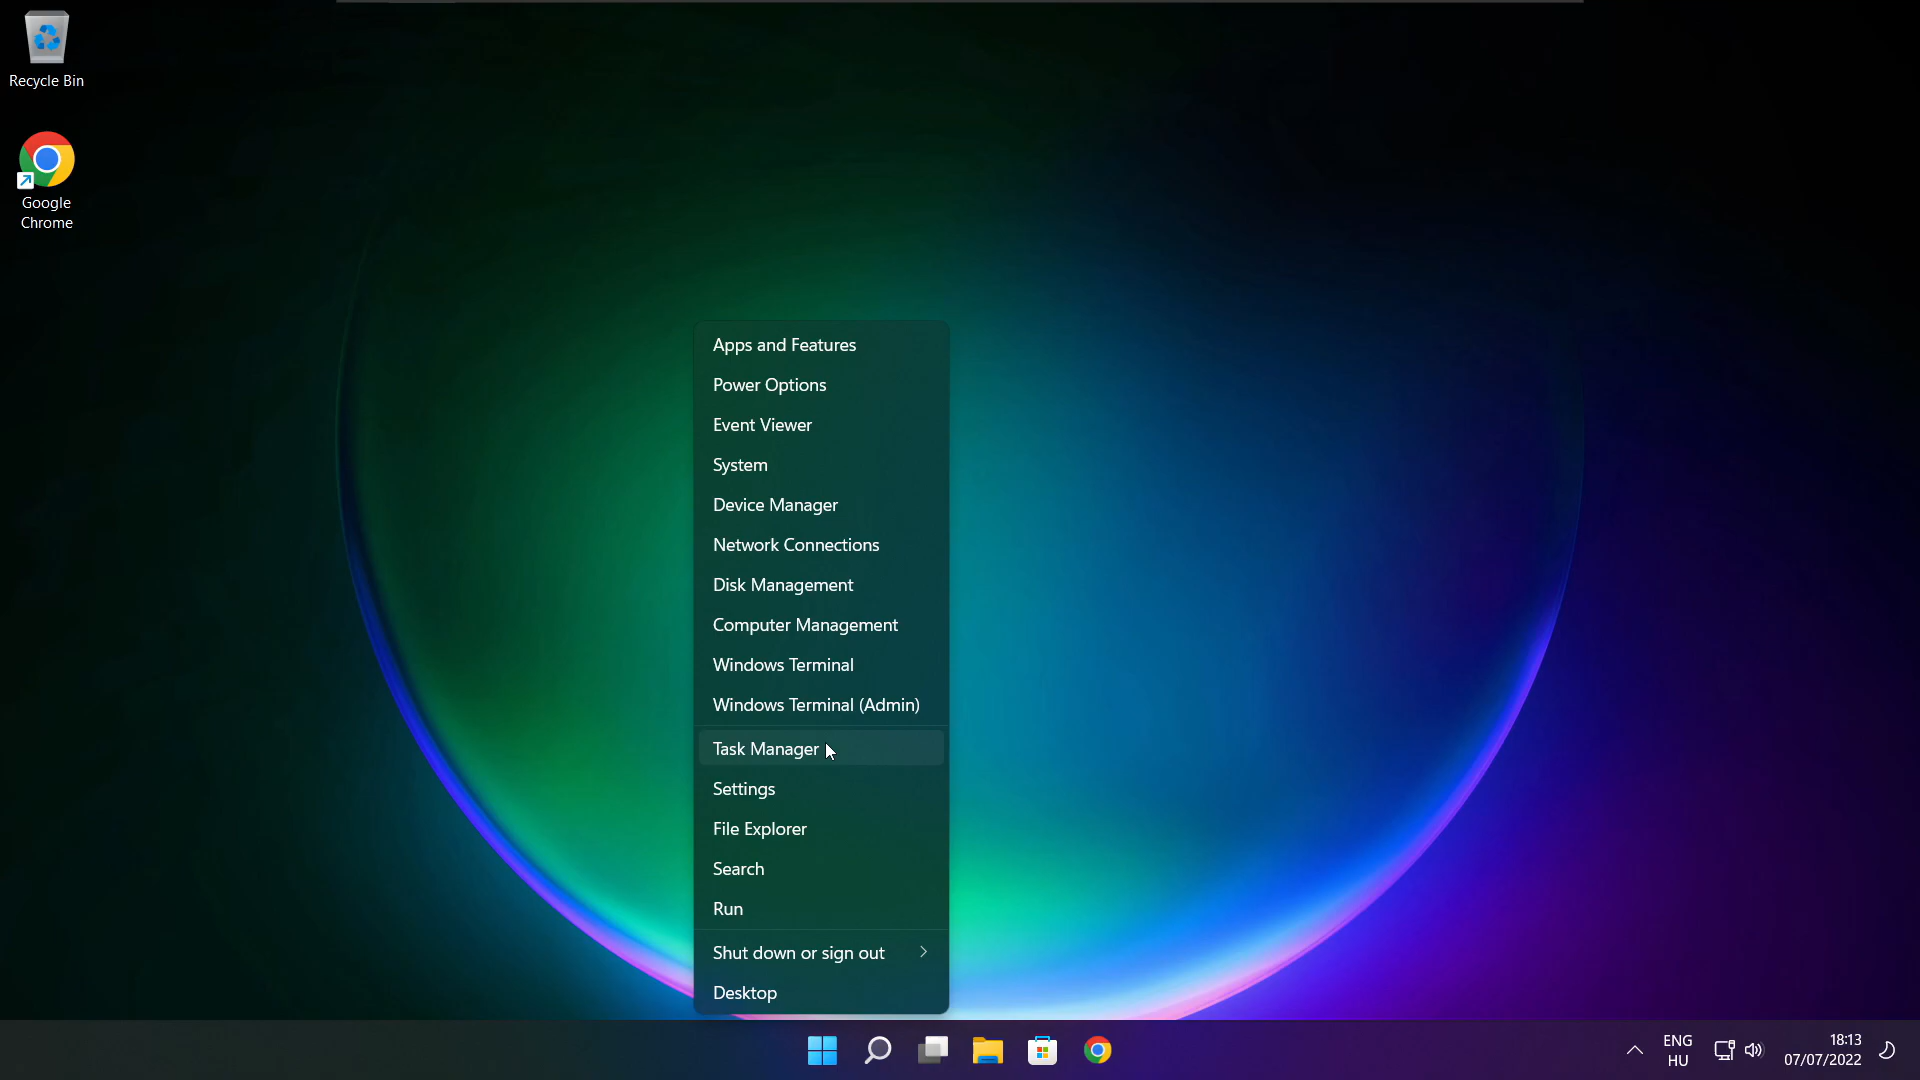 Recycle Bin
Google
Chrome
Apps and Features
Power Options
Event Viewer
System
Device Manager
Network Connections
Disk Management
Computer Management
Windows Terminal
Windows Terminal (Admin)
Task Manager
Settings
File Explorer
Search
Run
Shut down or sign out
Desktop
ENG
HU
18:13
07/07/2022